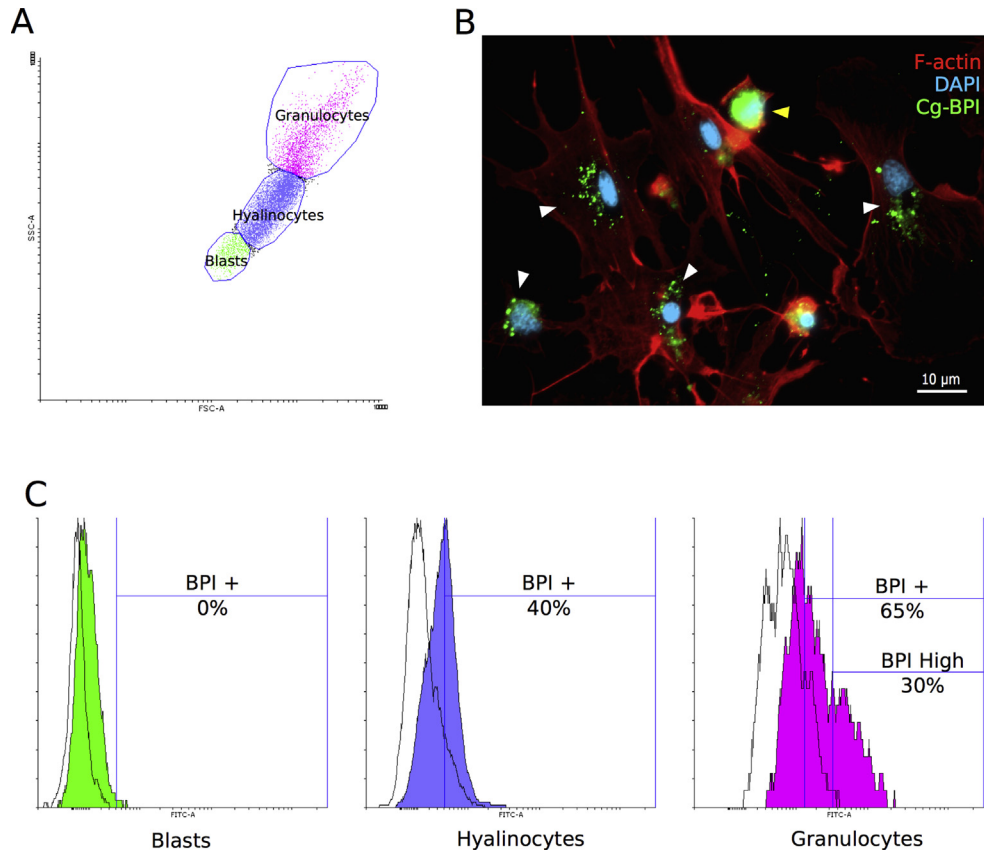 A
SSC-A
Granulocytes
Hyalinocytes
Blasts
FSC-A
B
F-actin
DAPI
Cg-BPI
10 µm
C
BPI +
0%
FITC-A
Blasts
BPI +
40%
FITC-A
Hyalinocytes
BPI +
65%
BPI High
30%
FITC-A
Granulocytes